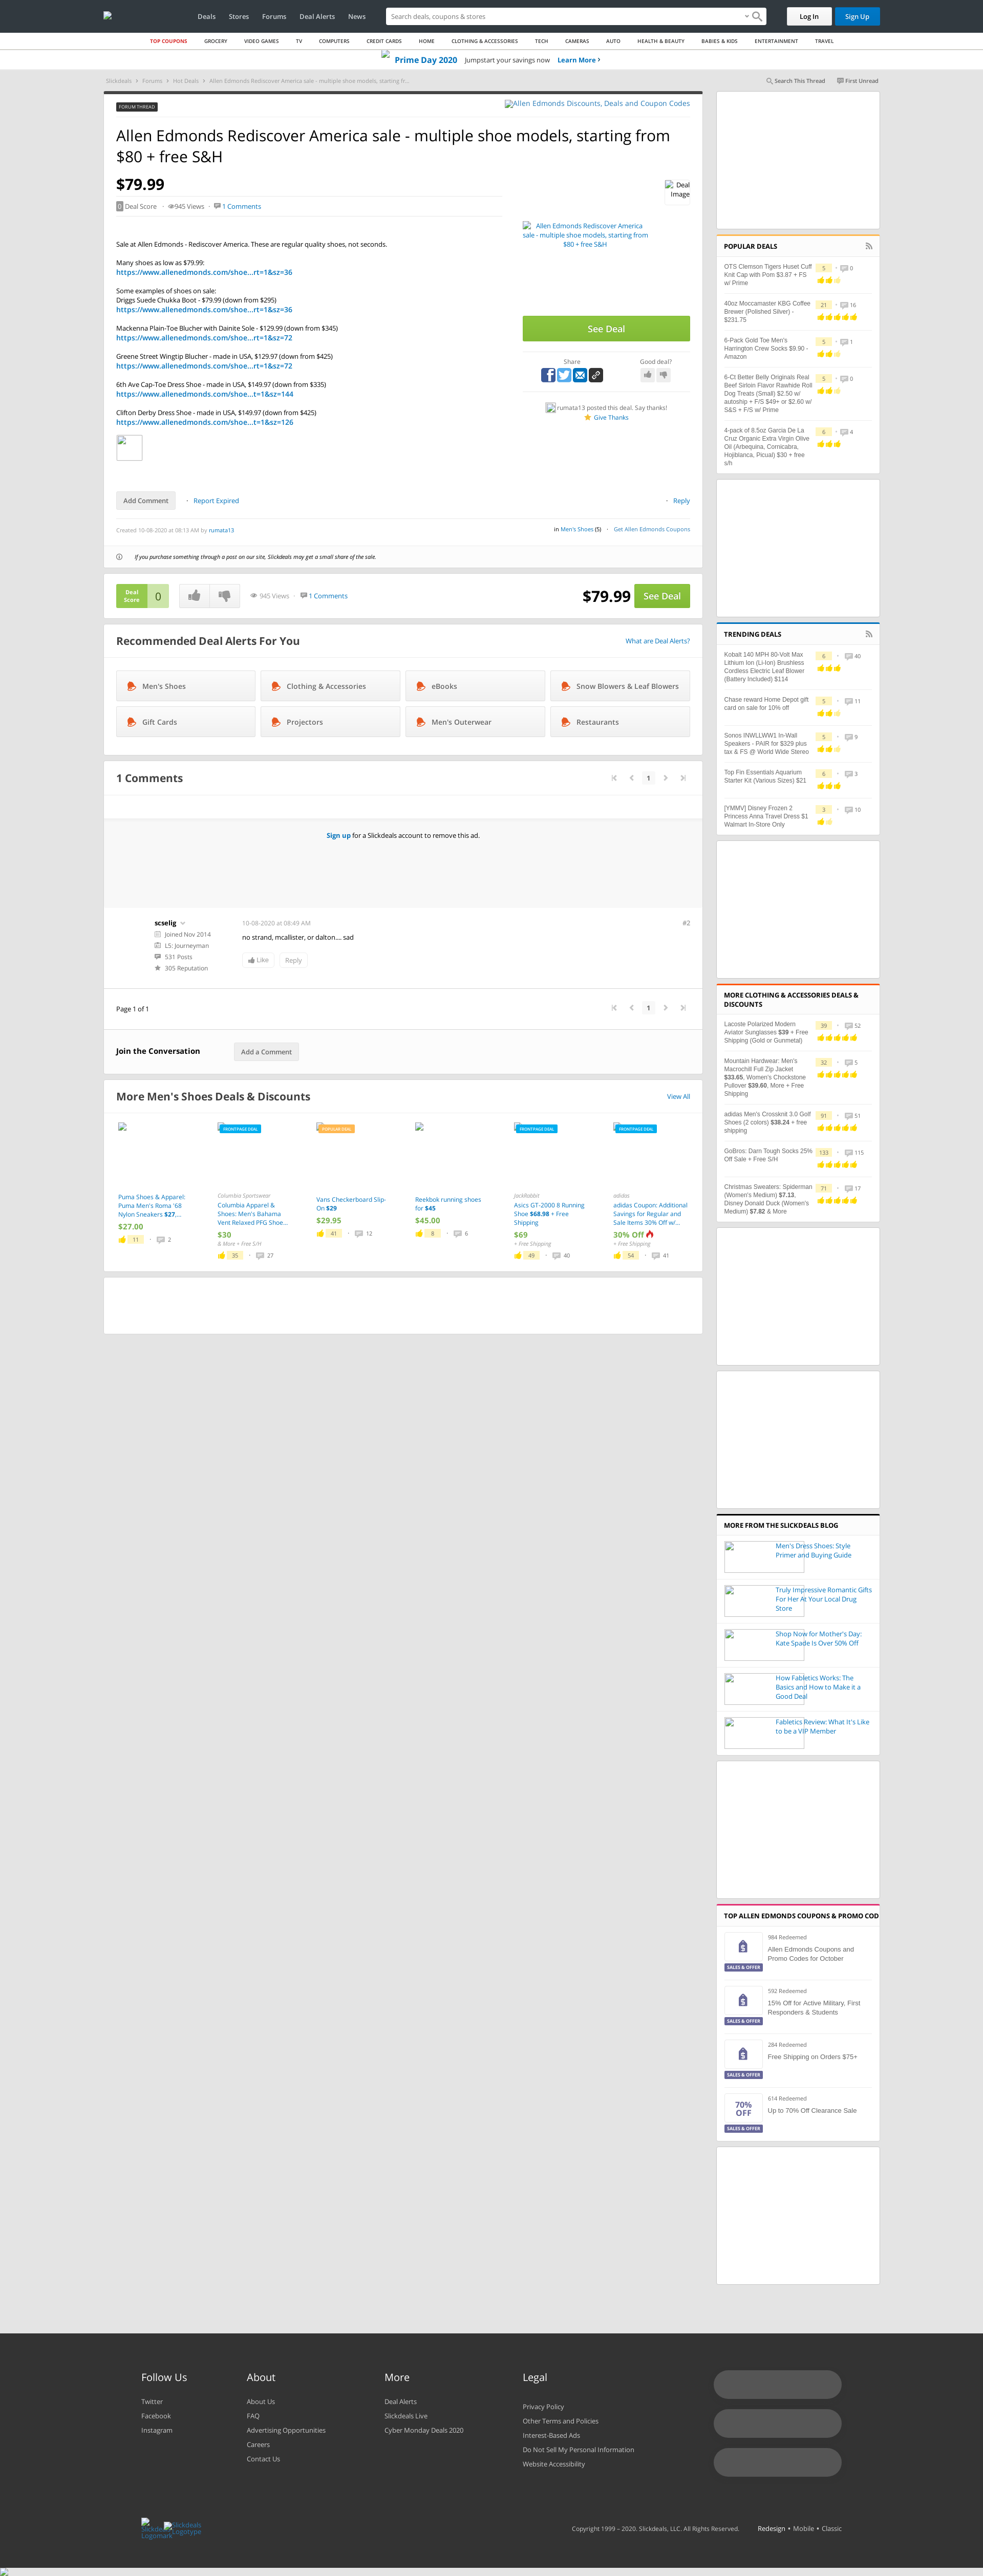 Deals Stores Forums Deal Alerts News
Search deals, coupons & stores
Log In Sign Up
TOP COUPONS GROCERY VIDEO GAMES TV COMPUTERS CREDIT CARDS HOME CLOTHING & ACCESSORIES TECH CAMERAS AUTO HEALTH & BEAUTY BABIES & KIDS ENTERTAINMENT TRAVEL
Prime Day 2020 Jumpstart your savings now Learn More
Slickdeals Forums Hot Deals Allen Edmonds Rediscover America sale - multiple shoe models, starting fr...
Search This Thread First Unread
FORUM THREAD
Allen Edmonds Discounts, Deals and Coupon Codes
Allen Edmonds Rediscover America sale - multiple shoe models, starting from
$80 + free S&H
$79.99
0 Deal Score 945 Views 1 Comments
Deal
Image
Allen Edmonds Rediscover America
sale - multiple shoe models, starting from
$80 + free S&H
Sale at Allen Edmonds - Rediscover America. These are regular quality shoes, not seconds.
Many shoes as low as $79.99:
https://www.allenedmonds.com/shoe...rt=1&sz=36
Some examples of shoes on sale:
Driggs Suede Chukka Boot - $79.99 (down from $295)
https://www.allenedmonds.com/shoe...rt=1&sz=36
Mackenna Plain-Toe Blucher with Dainite Sole - $129.99 (down from $345)
https://www.allenedmonds.com/shoe...rt=1&sz=72
Greene Street Wingtip Blucher - made in USA, $129.97 (down from $425)
https://www.allenedmonds.com/shoe...rt=1&sz=72
6th Ave Cap-Toe Dress Shoe - made in USA, $149.97 (down from $335)
https://www.allenedmonds.com/shoe...t=1&sz=144
Clifton Derby Dress Shoe - made in USA, $149.97 (down from $425)
https://www.allenedmonds.com/shoe...t=1&sz=126
See Deal
Share Good deal?
rumata13 posted this deal. Say thanks!
Give Thanks
Add Comment Report Expired Reply
Created 10-08-2020 at 08:13 AM by rumata13
in Men's Shoes (5) Get Allen Edmonds Coupons
If you purchase something through a post on our site, Slickdeals may get a small share of the sale.
Deal
Score 0
945 Views 1 Comments
$79.99 See Deal
Recommended Deal Alerts For You
What are Deal Alerts?
Men's Shoes Clothing & Accessories eBooks Snow Blowers & Leaf Blowers
Gift Cards Projectors Men's Outerwear Restaurants
1 Comments
1
Sign up for a Slickdeals account to remove this ad.
scselig
Joined Nov 2014
L5: Journeyman
531 Posts
305 Reputation
10-08-2020 at 08:49 AM
#2
no strand, mcallister, or dalton.... sad
Like Reply
Page 1 of 1
1
Join the Conversation Add a Comment
More Men's Shoes Deals & Discounts
View All
Puma Shoes & Apparel:
Puma Men's Roma '68
Nylon Sneakers $27,...
$27.00
11 2
FRONTPAGE DEAL
Columbia Sportswear
Columbia Apparel &
Shoes: Men's Bahama
Vent Relaxed PFG Shoe...
$30
& More + Free S/H
35 27
POPULAR DEAL
Vans Checkerboard Slip-
On $29
$29.95
41 12
Reekbok running shoes
for $45
$45.00
8 6
FRONTPAGE DEAL
JackRabbit
Asics GT-2000 8 Running
Shoe $68.98 + Free
Shipping
$69
+ Free Shipping
49 40
FRONTPAGE DEAL
adidas
adidas Coupon: Additional
Savings for Regular and
Sale Items 30% Off w/...
30% Off
+ Free Shipping
54 41
POPULAR DEALS
OTS Clemson Tigers Huset Cuff
Knit Cap with Pom $3.87 + FS
w/ Prime
5 0
40oz Moccamaster KBG Coffee
Brewer (Polished Silver) -
$231.75
21 16
6-Pack Gold Toe Men's
Harrington Crew Socks $9.90 -
Amazon
5 1
6-Ct Better Belly Originals Real
Beef Sirloin Flavor Rawhide Roll
Dog Treats (Small) $2.50 w/
autoship + F/S $49+ or $2.60 w/
S&S + F/S w/ Prime
5 0
4-pack of 8.5oz Garcia De La
Cruz Organic Extra Virgin Olive
Oil (Arbequina, Cornicabra,
Hojiblanca, Picual) $30 + free
s/h
6 4
TRENDING DEALS
Kobalt 140 MPH 80-Volt Max
Lithium Ion (Li-Ion) Brushless
Cordless Electric Leaf Blower
(Battery Included) $114
6 40
Chase reward Home Depot gift
card on sale for 10% off
5 11
Sonos INWLLWW1 In-Wall
Speakers - PAIR for $329 plus
tax & FS @ World Wide Stereo
5 9
Top Fin Essentials Aquarium
Starter Kit (Various Sizes) $21
6 3
[YMMV] Disney Frozen 2
Princess Anna Travel Dress $1
Walmart In-Store Only
3 10
MORE CLOTHING & ACCESSORIES DEALS &
DISCOUNTS
Lacoste Polarized Modern
Aviator Sunglasses $39 + Free
Shipping (Gold or Gunmetal)
39 52
Mountain Hardwear: Men's
Macrochill Full Zip Jacket
$33.65, Women's Chockstone
Pullover $39.60, More + Free
Shipping
32 5
adidas Men's Crossknit 3.0 Golf
Shoes (2 colors) $38.24 + free
shipping
91 51
GoBros: Darn Tough Socks 25%
Off Sale + Free S/H
133 115
Christmas Sweaters: Spiderman
(Women's Medium) $7.13,
Disney Donald Duck (Women's
Medium) $7.82 & More
71 17
MORE FROM THE SLICKDEALS BLOG
Men's Dress Shoes: Style
Primer and Buying Guide
Truly Impressive Romantic Gifts
For Her At Your Local Drug
Store
Shop Now for Mother's Day:
Kate Spade Is Over 50% Off
How Fabletics Works: The
Basics and How to Make it a
Good Deal
Fabletics Review: What It's Like
to be a VIP Member
TOP ALLEN EDMONDS COUPONS & PROMO COD
984 Redeemed
Allen Edmonds Coupons and
Promo Codes for October
SALES & OFFER
592 Redeemed
15% Off for Active Military, First
Responders & Students
SALES & OFFER
284 Redeemed
Free Shipping on Orders $75+
SALES & OFFER
614 Redeemed
70%
OFF
Up to 70% Off Clearance Sale
SALES & OFFER
Follow Us
Twitter
Facebook
Instagram
About
About Us
FAQ
Advertising Opportunities
Careers
Contact Us
More
Deal Alerts
Slickdeals Live
Cyber Monday Deals 2020
Legal
Privacy Policy
Other Terms and Policies
Interest-Based Ads
Do Not Sell My Personal Information
Website Accessibility
Slickdeals
Logomark
Slickdeals
Logotype
Copyright 1999 – 2020. Slickdeals, LLC. All Rights Reserved. Redesign • Mobile • Classic